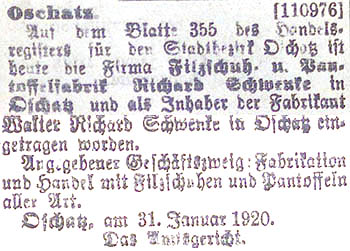 Oschatz. [110976]
Auf dem Blatte 355 des Handels-
registers für den Stadtbezirk Oschatz ist
heute die Firma Filzschuh- u. Pan-
toffelfabrik Richard Schwenke in
Oschatz und als Inhaber der Fabrikant
Walter Richard Schwenke in Oschatz ein-
getragen worden.
Angegebener Geschäftszweig: Fabrikation
und Handel mit Filzschuhen und Pantoffeln
aller Art.
Oschatz, am 31. Januar 1920.
Das Amtsgericht.